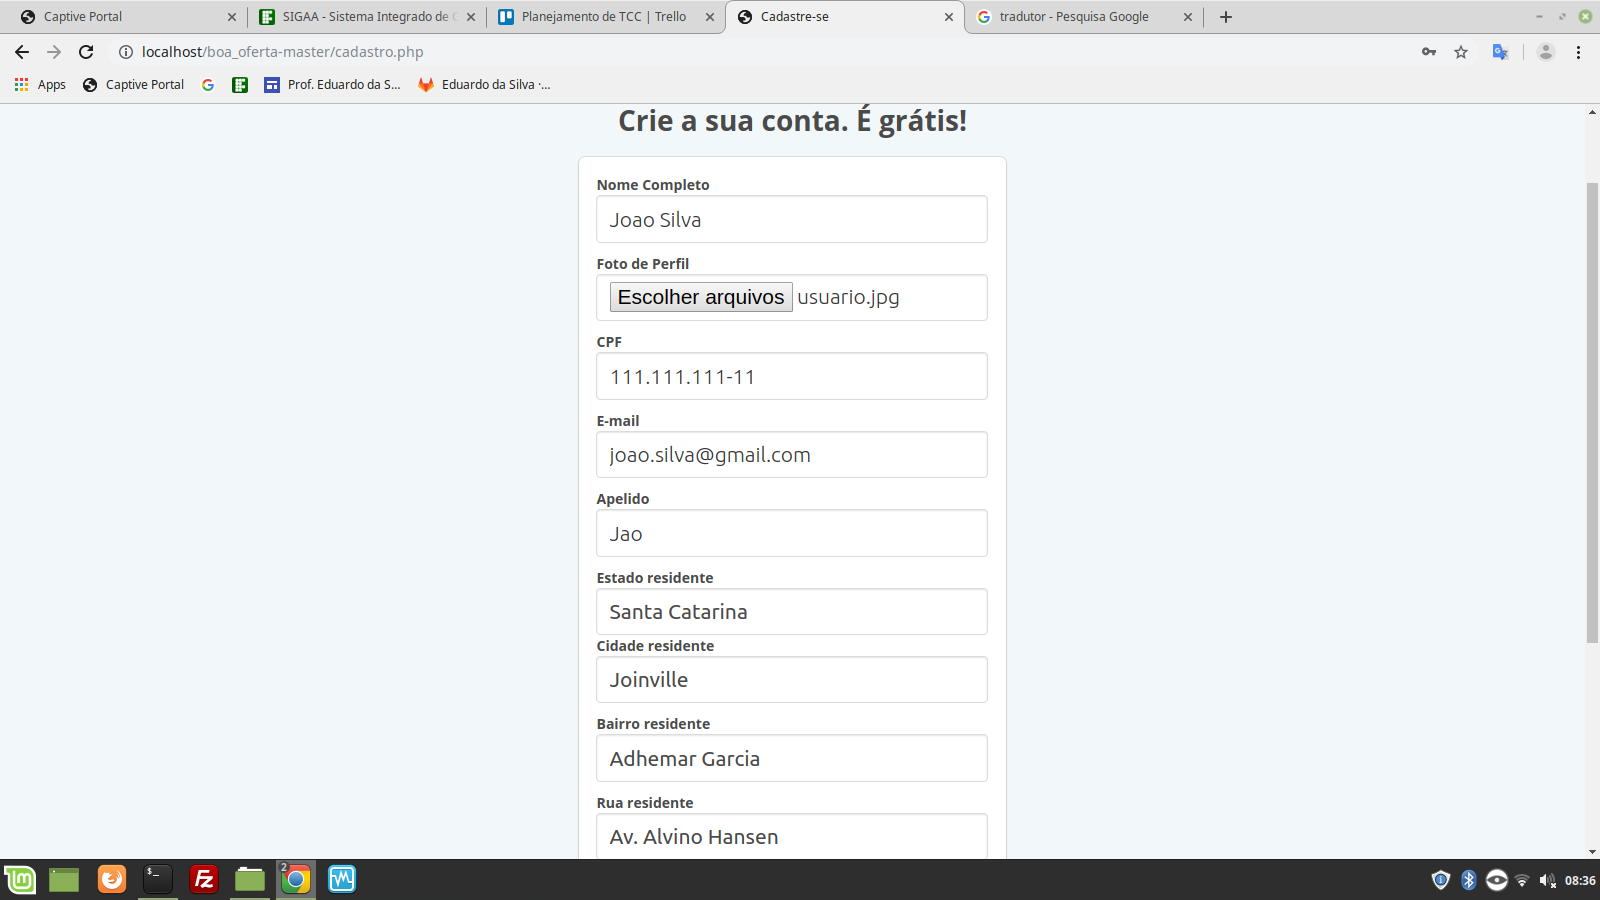 Captive Portal
SIGAA - Sistema Integrado de
Planejamento de TCC | Trello
Cadastre-se
tradutor - Pesquisa Google
localhost/boa_oferta-master/cadastro.php
Apps
Captive Portal
Prof. Eduardo da S...
Eduardo da Silva ·...
Crie a sua conta. É grátis!
Nome Completo
Joao Silva
Foto de Perfil
Escolher arquivos usuario.jpg
CPF
111.111.111-11
E-mail
joao.silva@gmail.com
Apelido
Jao
Estado residente
Santa Catarina
Cidade residente
Joinville
Bairro residente
Adhemar Garcia
Rua residente
Av. Alvino Hansen
2
08:36